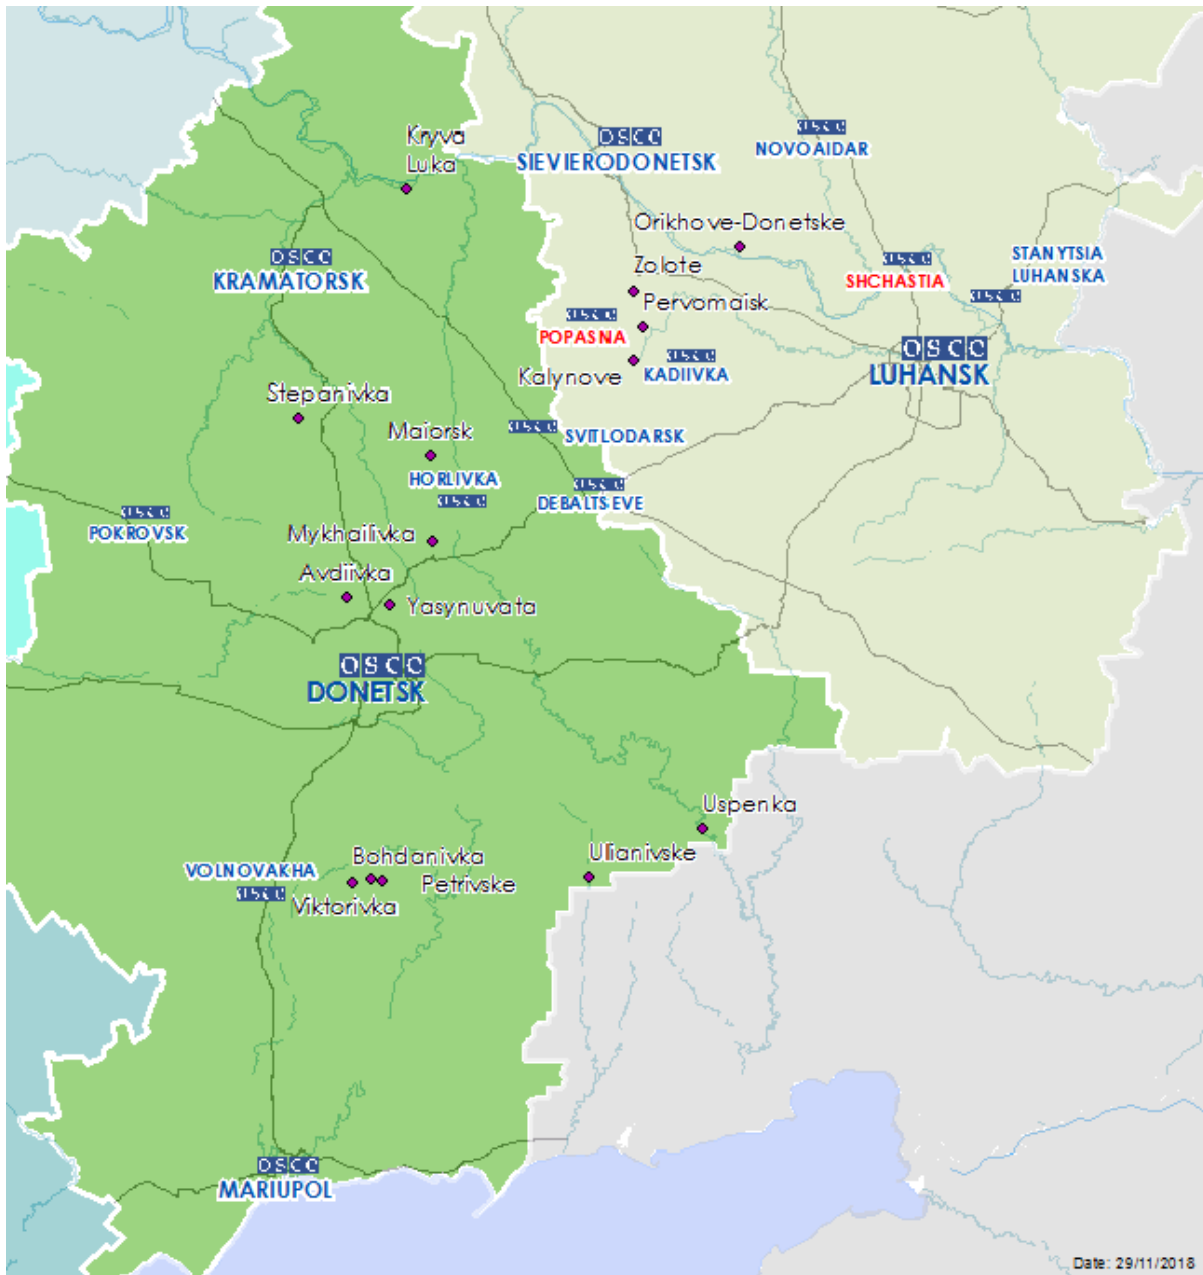 Kryva
Luka
OSCE
SIEVIERODONETSK
OSCE
NOVOAIDAR
Orikhove-Donetske
OSCE
KRAMATORSK
Zolote
OSCE
SHCHASTIA
STANYTSIA
LUHANSKA
OSCE
Pervomaisk
OSCE
POPASNA
OSCE
LUHANSK
Kalynove
OSCE
KADIIVKA
Stepanivka
Maiorsk
OSCE
SVITLODARSK
HORLIVKA
OSCE
OSCE
DEBALTSEVE
OSCE
POKROVSK
Mykhailivka
Avdiivka
Yasynuvata
OSCE
DONETSK
Uspenka
Ulianivske
Bohdanivka
VOLNOVAKHA
OSCE
Petrivske
Viktorivka
OSCE
MARIUPOL
Date: 29/11/2018